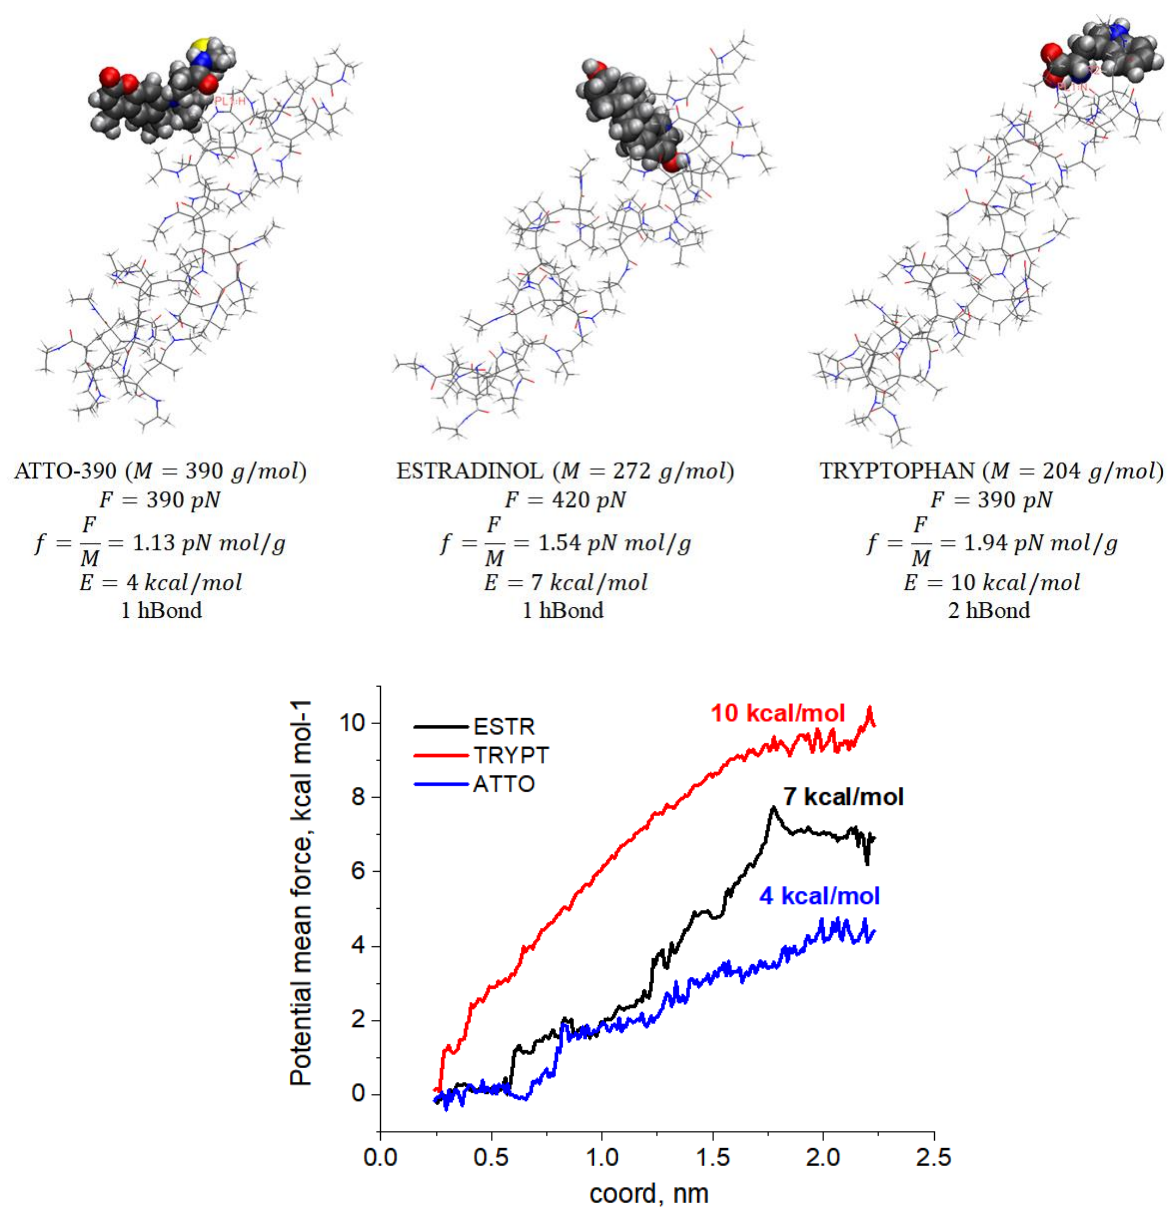 PLT:H
ATTO-390 (M = 390 g/mol)
F = 390 pN
f = F/M = 1.13 pN mol/g
E = 4 kcal/mol
1 hBond
ESTRADINOL (M = 272 g/mol)
F = 420 pN
f = F/M = 1.54 pN mol/g
E = 7 kcal/mol
1 hBond
TRYPTOPHAN (M = 204 g/mol)
F = 390 pN
f = F/M = 1.94 pN mol/g
E = 10 kcal/mol
2 hBond
Potential mean force, kcal mol-1
10
8
6
4
2
0
ESTR
TRYPT
ATTO
10 kcal/mol
7 kcal/mol
4 kcal/mol
0.0 0.5 1.0 1.5 2.0 2.5
coord, nm